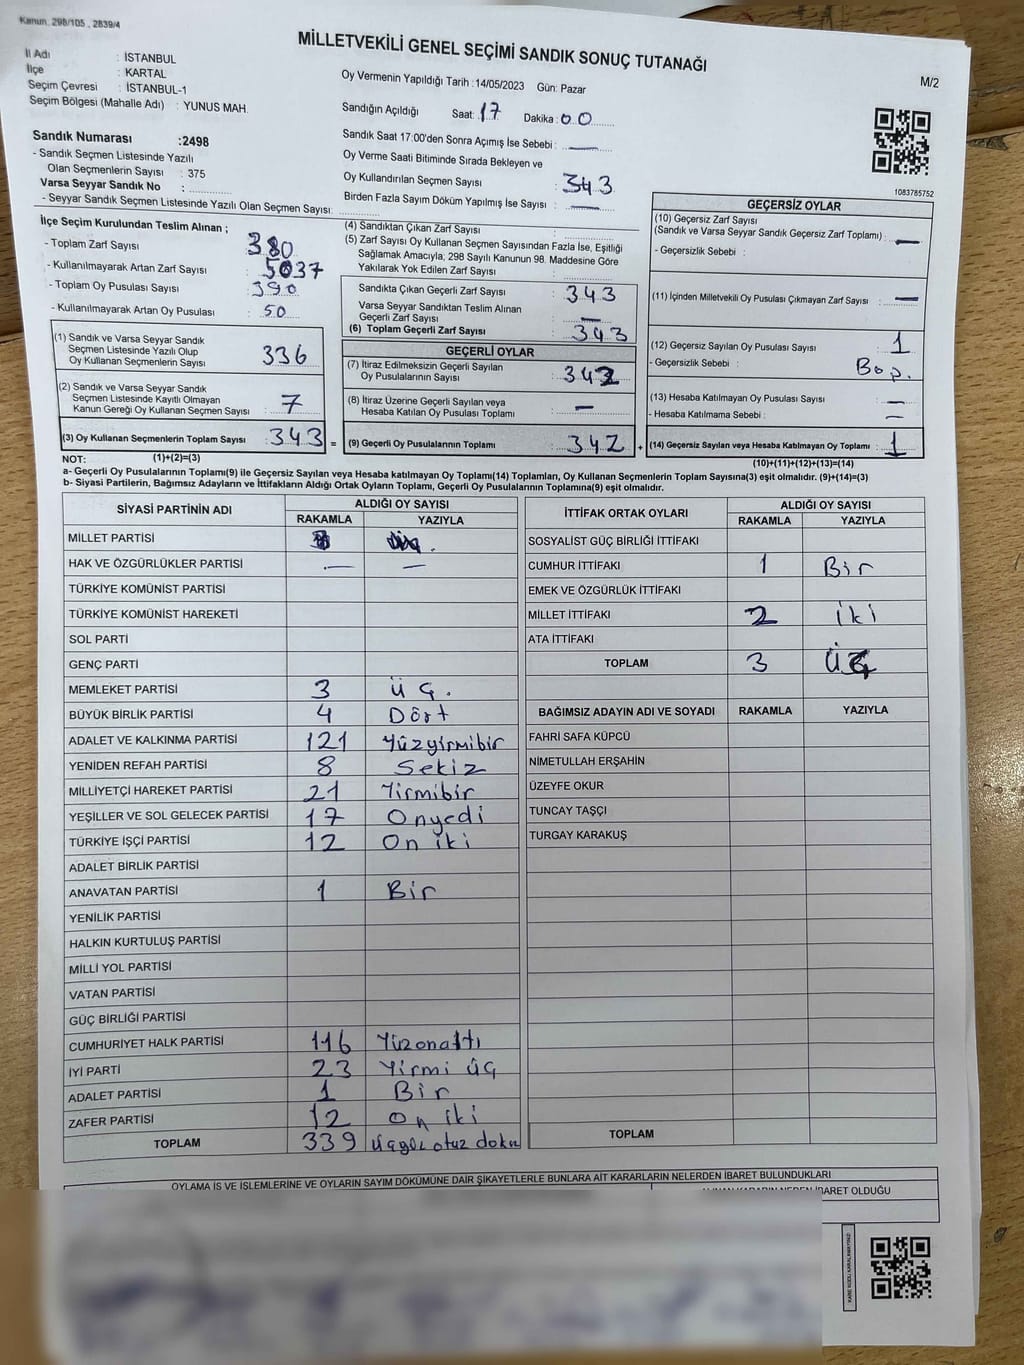 Kanun. 298/105 , 2839/4
MİLLETVEKİLİ GENEL SEÇİMİ SANDIK SONUÇ TUTANAĞI
M/2
İl Adı : İSTANBUL
İlçe : KARTAL
Seçim Çevresi : İSTANBUL-1
Seçim Bölgesi (Mahalle Adı) : YUNUS MAH.
Sandık Numarası :2498
- Sandık Seçmen Listesinde Yazılı
Olan Seçmenlerin Sayısı : 375
Varsa Seyyar Sandık No :
- Seyyar Sandık Seçmen Listesinde Yazılı Olan Seçmen Sayısı:
Oy Vermenin Yapıldığı Tarih : 14/05/2023 Gün: Pazar
Sandığın Açıldığı Saat: 17 Dakika : 00
Sandık Saat 17:00'den Sonra Açımış İse Sebebi : —
Oy Verme Saati Bitiminde Sırada Bekleyen ve
Oy Kullandırılan Seçmen Sayısı : 343
Birden Fazla Sayım Döküm Yapılmış İse Sayısı : —
1083785752
İlçe Seçim Kurulundan Teslim Alınan ;
- Toplam Zarf Sayısı : 380
- Kullanılmayarak Artan Zarf Sayısı : 37
- Toplam Oy Pusulası Sayısı : 390
- Kullanılmayarak Artan Oy Pusulası : 50
(1) Sandık ve Varsa Seyyar Sandık
Seçmen Listesinde Yazılı Olup
Oy Kullanan Seçmenlerin Sayısı : 336
(2) Sandık ve Varsa Seyyar Sandık
Seçmen Listesinde Kayıtlı Olmayan
Kanun Gereği Oy Kullanan Seçmen Sayısı : 7
(3) Oy Kullanan Seçmenlerin Toplam Sayısı : 343 =
(4) Sandıktan Çıkan Zarf Sayısı :
(5) Zarf Sayısı Oy Kullanan Seçmen Sayısından Fazla İse, Eşitliği
Sağlamak Amacıyla; 298 Sayılı Kanunun 98. Maddesine Göre
Yakılarak Yok Edilen Zarf Sayısı :
Sandıkta Çıkan Geçerli Zarf Sayısı : 343
Varsa Seyyar Sandıktan Teslim Alınan
Geçerli Zarf Sayısı : —
(6) Toplam Geçerli Zarf Sayısı : 343
GEÇERLİ OYLAR
(7) İtiraz Edilmeksizin Geçerli Sayılan
Oy Pusulalarının Sayısı : 342
(8) İtiraz Üzerine Geçerli Sayılan veya
Hesaba Katılan Oy Pusulası Toplamı : —
(9) Geçerli Oy Pusulalarının Toplamı : 342 +
GEÇERSİZ OYLAR
(10) Geçersiz Zarf Sayısı
(Sandık ve Varsa Seyyar Sandık Geçersiz Zarf Toplamı) : —
- Geçersizlik Sebebi :
(11) İçinden Milletvekili Oy Pusulası Çıkmayan Zarf Sayısı : —
(12) Geçersiz Sayılan Oy Pusulası Sayısı : 1
- Geçersizlik Sebebi : Boş.
(13) Hesaba Katılmayan Oy Pusulası Sayısı : —
- Hesaba Katılmama Sebebi : —
(14) Geçersiz Sayılan veya Hesaba Katılmayan Oy Toplamı : 1
NOT: (1)+(2)=(3)
(10)+(11)+(12)+(13)=(14)
a- Geçerli Oy Pusulalarının Toplamı(9) ile Geçersiz Sayılan veya Hesaba katılmayan Oy Toplamı(14) Toplamları, Oy Kullanan Seçmenlerin Toplam Sayısına(3) eşit olmalıdır. (9)+(14)=(3)
b- Siyasi Partilerin, Bağımsız Adayların ve İttifakların Aldığı Ortak Oyların Toplamı, Geçerli Oy Pusulalarının Toplamına(9) eşit olmalıdır.
SİYASİ PARTİNİN ADI ALDIĞI OY SAYISI
RAKAMLA YAZIYLA
MİLLET PARTİSİ
HAK VE ÖZGÜRLÜKLER PARTİSİ — —
TÜRKİYE KOMÜNİST PARTİSİ
TÜRKİYE KOMÜNİST HAREKETİ
SOL PARTİ
GENÇ PARTİ
MEMLEKET PARTİSİ 3 Üç.
BÜYÜK BİRLİK PARTİSİ 4 Dört
ADALET VE KALKINMA PARTİSİ 121 Yüzyirmibir
YENİDEN REFAH PARTİSİ 8 Sekiz
MİLLİYETÇİ HAREKET PARTİSİ 21 Yirmibir
YEŞİLLER VE SOL GELECEK PARTİSİ 17 Onyedi
TÜRKİYE İŞÇİ PARTİSİ 12 On iki
ADALET BİRLİK PARTİSİ
ANAVATAN PARTİSİ 1 Bir
YENİLİK PARTİSİ
HALKIN KURTULUŞ PARTİSİ
MİLLİ YOL PARTİSİ
VATAN PARTİSİ
GÜÇ BİRLİĞİ PARTİSİ
CUMHURİYET HALK PARTİSİ 116 Yüzonaltı
İYİ PARTİ 23 Yirmi üç
ADALET PARTİSİ 1 Bir
ZAFER PARTİSİ 12 On iki
TOPLAM 339 otuz
İTTİFAK ORTAK OYLARI ALDIĞI OY SAYISI
RAKAMLA YAZIYLA
SOSYALİST GÜÇ BİRLİĞİ İTTİFAKI
CUMHUR İTTİFAKI 1 Bir
EMEK VE ÖZGÜRLÜK İTTİFAKI
MİLLET İTTİFAKI 2 İki
ATA İTTİFAKI
TOPLAM 3 Üç
BAĞIMSIZ ADAYIN ADI VE SOYADI RAKAMLA YAZIYLA
FAHRİ SAFA KÜPCÜ
NİMETULLAH ERŞAHİN
ÜZEYFE OKUR
TUNCAY TAŞÇI
TURGAY KARAKUŞ
TOPLAM
OYLAMA İŞ VE İŞLEMLERİNE VE OYLARIN SAYIM DÖKÜMÜNE DAİR ŞİKAYETLERLE BUNLARA AİT KARARLARIN NELERDEN İBARET BULUNDUKLARI
İBARET OLDUĞU